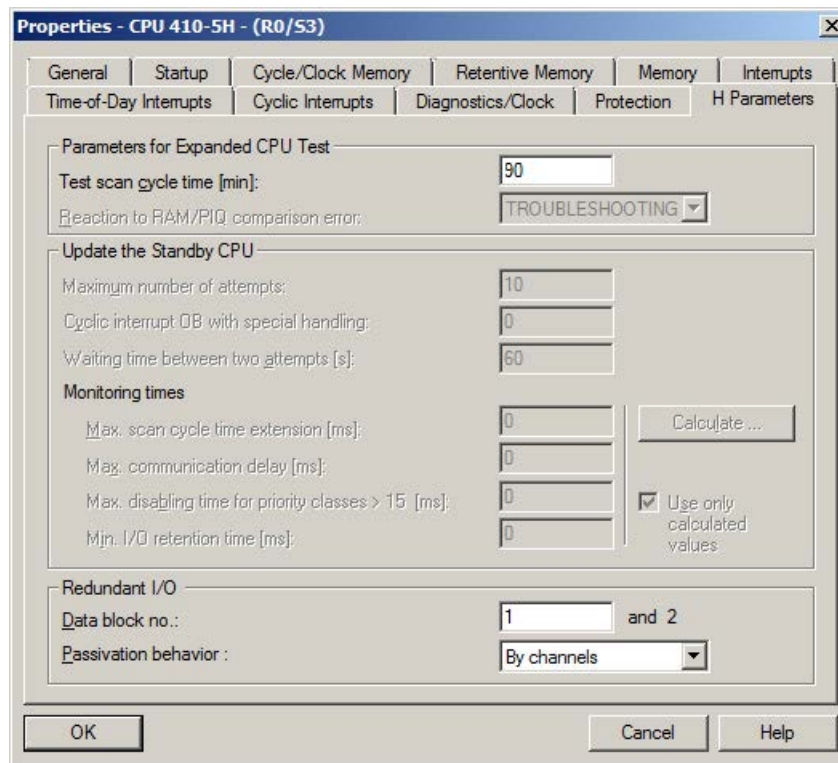 Properties - CPU 410-5H - (R0/S3)
General Startup Cycle/Clock Memory Retentive Memory Memory Interrupts
Time-of-Day Interrupts Cyclic Interrupts Diagnostics/Clock Protection H Parameters
Parameters for Expanded CPU Test
Test scan cycle time [min]: 90
Reaction to RAM/PIQ comparison error: TROUBLESHOOTING
Update the Standby CPU
Maximum number of attempts: 10
Cyclic interrupt OB with special handling: 0
Waiting time between two attempts [s]: 60
Monitoring times
Max. scan cycle time extension [ms]: 0 Calculate ...
Max. communication delay [ms]: 0
Max. disabling time for priority classes > 15 [ms]: 0 Use only
calculated
Min. I/O retention time [ms]: 0 values
Redundant I/O
Data block no.: 1 and 2
Passivation behavior : By channels
OK Cancel Help